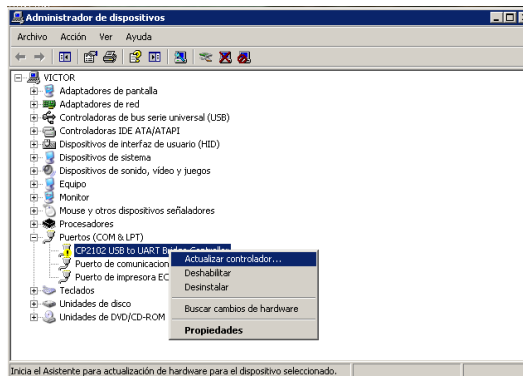 Administrador de dispositivos
Archivo Acción Ver Ayuda
VICTOR
Adaptadores de pantalla
Adaptadores de red
Controladoras de bus serie universal (USB)
Controladoras IDE ATA/ATAPI
Dispositivos de interfaz de usuario (HID)
Dispositivos de sistema
Dispositivos de sonido, vídeo y juegos
Equipo
Monitor
Mouse y otros dispositivos señaladores
Procesadores
Puertos (COM & LPT)
CP2102 USB to UART Bridge Controller
Actualizar controlador...
Puerto de comunicacion
Deshabilitar
Puerto de impresora EC
Desinstalar
Teclados
Unidades de disco
Buscar cambios de hardware
Unidades de DVD/CD-ROM
Propiedades
Inicia el Asistente para actualización de hardware para el dispositivo seleccionado.